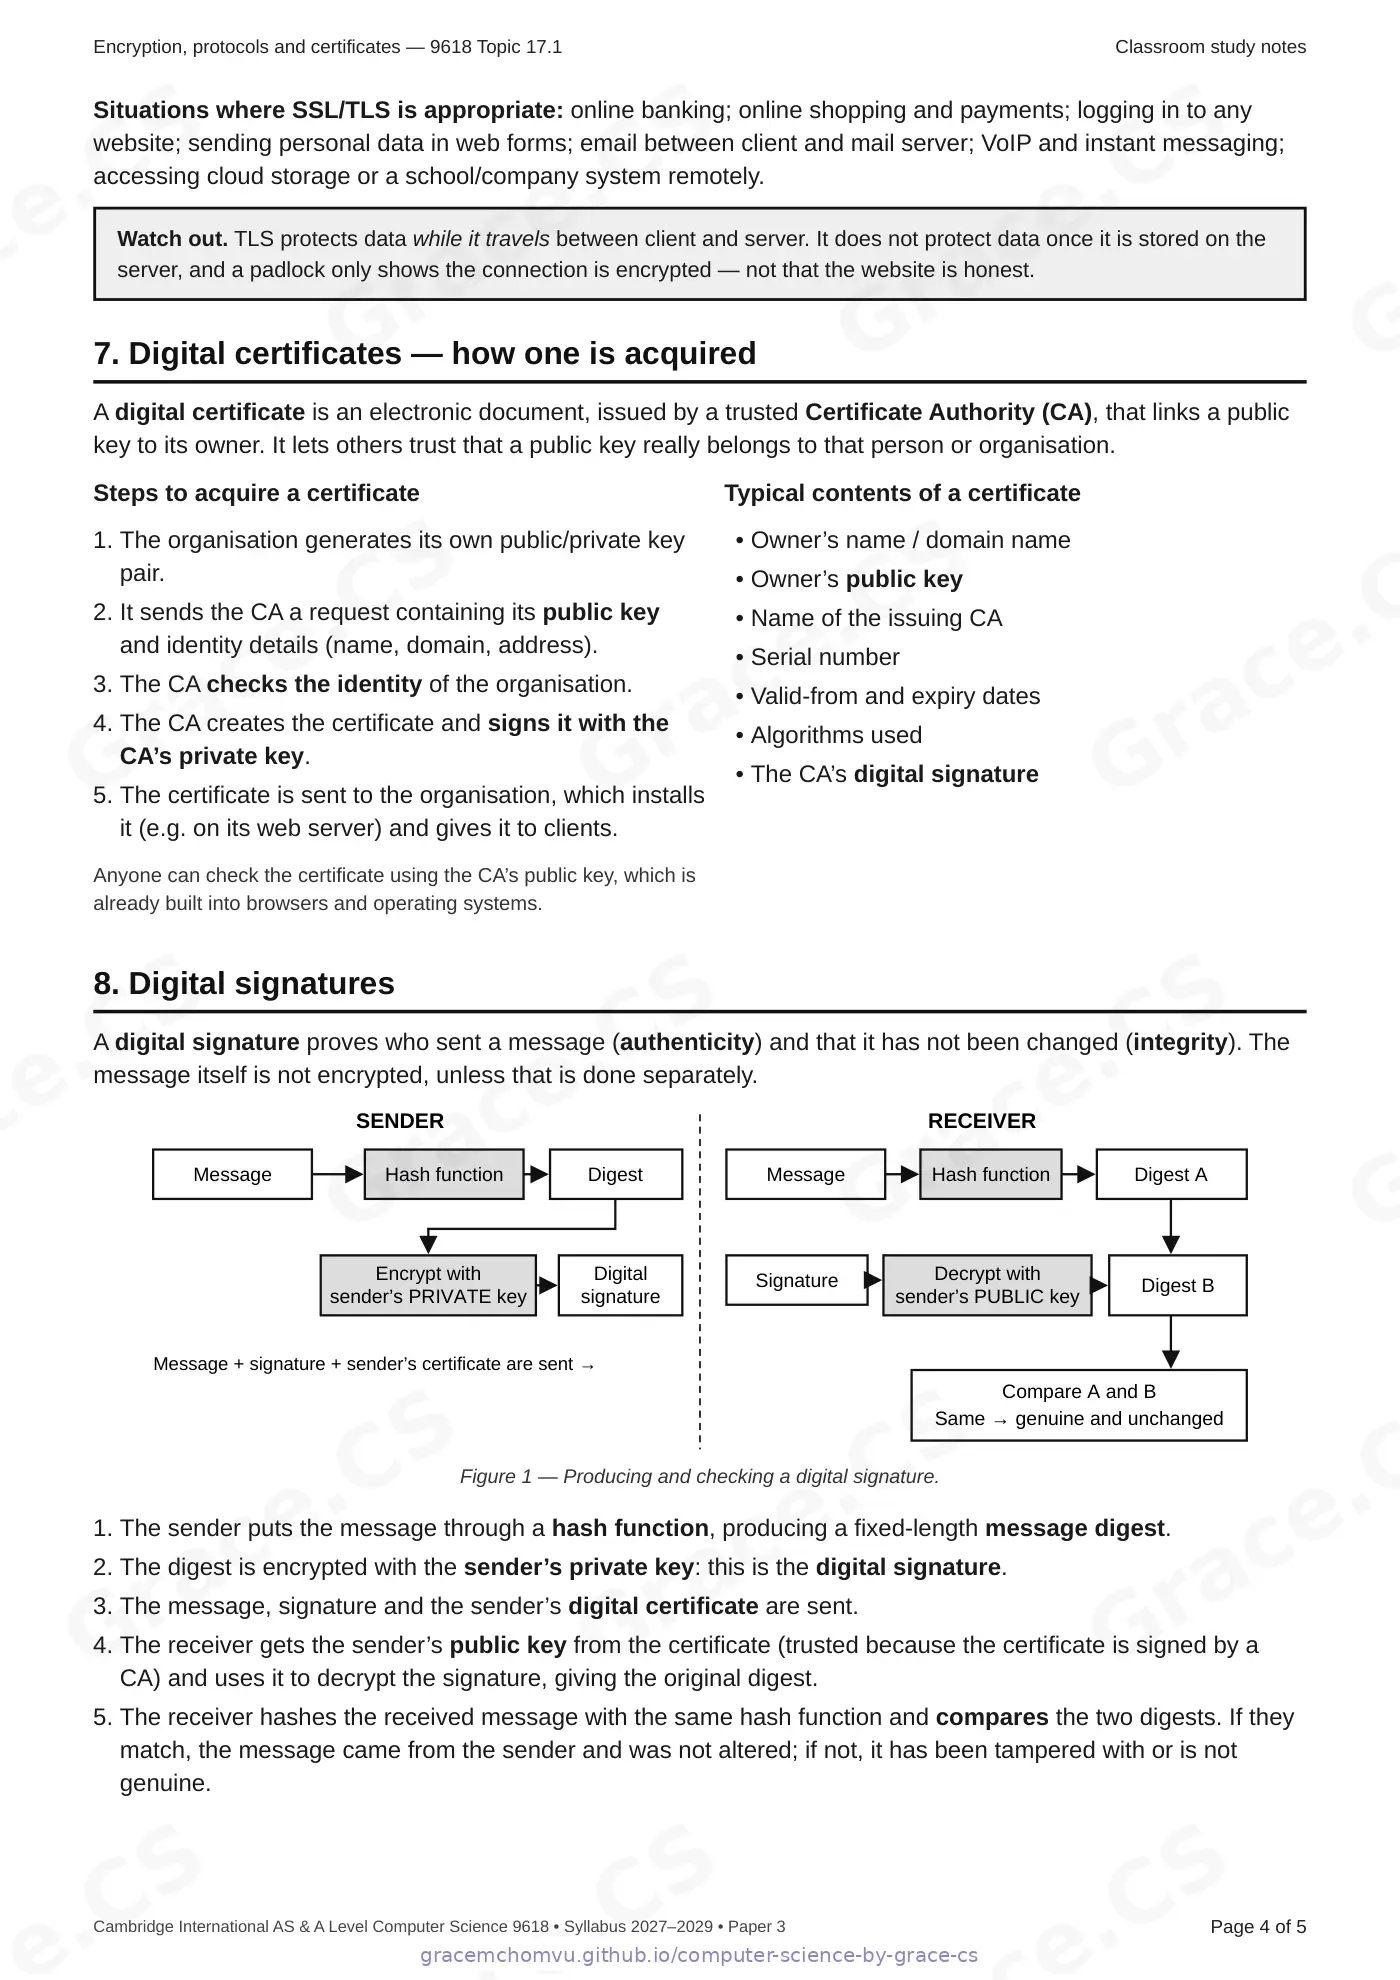 Encryption, protocols and certificates — 9618 Topic 17.1
Classroom study notes
Situations where SSL/TLS is appropriate: online banking; online shopping and payments; logging in to any
website; sending personal data in web forms; email between client and mail server; VoIP and instant messaging;
accessing cloud storage or a school/company system remotely.
Watch out. TLS protects data while it travels between client and server. It does not protect data once it is stored on the
server, and a padlock only shows the connection is encrypted — not that the website is honest.
7. Digital certificates — how one is acquired
A digital certificate is an electronic document, issued by a trusted Certificate Authority (CA), that links a public
key to its owner. It lets others trust that a public key really belongs to that person or organisation.
Steps to acquire a certificate
1. The organisation generates its own public/private key
pair.
2. It sends the CA a request containing its public key
and identity details (name, domain, address).
3. The CA checks the identity of the organisation.
4. The CA creates the certificate and signs it with the
CA’s private key.
5. The certificate is sent to the organisation, which installs
it (e.g. on its web server) and gives it to clients.
Anyone can check the certificate using the CA’s public key, which is
already built into browsers and operating systems.
Typical contents of a certificate
• Owner’s name / domain name
• Owner’s public key
• Name of the issuing CA
• Serial number
• Valid-from and expiry dates
• Algorithms used
• The CA’s digital signature
8. Digital signatures
A digital signature proves who sent a message (authenticity) and that it has not been changed (integrity). The
message itself is not encrypted, unless that is done separately.
SENDER
Message
Hash function
Digest
Encrypt with
sender’s PRIVATE key
Digital
signature
Message + signature + sender’s certificate are sent →
RECEIVER
Message
Hash function
Digest A
Signature
Decrypt with
sender’s PUBLIC key
Digest B
Compare A and B
Same → genuine and unchanged
Figure 1 — Producing and checking a digital signature.
1. The sender puts the message through a hash function, producing a fixed-length message digest.
2. The digest is encrypted with the sender’s private key: this is the digital signature.
3. The message, signature and the sender’s digital certificate are sent.
4. The receiver gets the sender’s public key from the certificate (trusted because the certificate is signed by a
CA) and uses it to decrypt the signature, giving the original digest.
5. The receiver hashes the received message with the same hash function and compares the two digests. If they
match, the message came from the sender and was not altered; if not, it has been tampered with or is not
genuine.
Cambridge International AS & A Level Computer Science 9618 • Syllabus 2027–2029 • Paper 3
Page 4 of 5
gracemchomvu.github.io/computer-science-by-grace-cs
Grace.CS